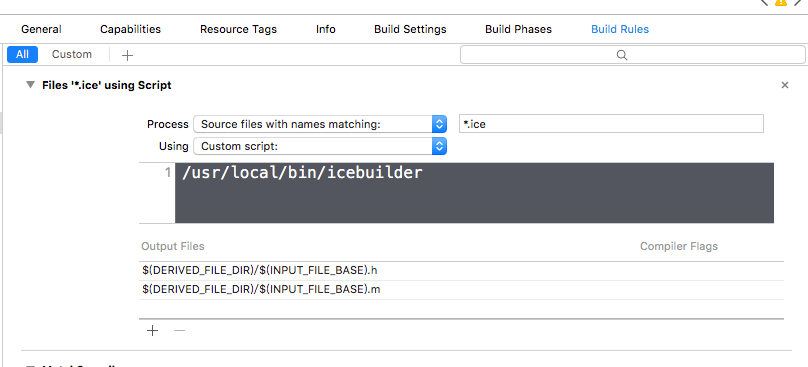 General Capabilities Resource Tags Info Build Settings Build Phases Build Rules
All Custom +
Files '*.ice' using Script
Process Source files with names matching: *.ice
Using Custom script:
1 /usr/local/bin/icebuilder
Output Files Compiler Flags
$(DERIVED_FILE_DIR)/$(INPUT_FILE_BASE).h
$(DERIVED_FILE_DIR)/$(INPUT_FILE_BASE).m